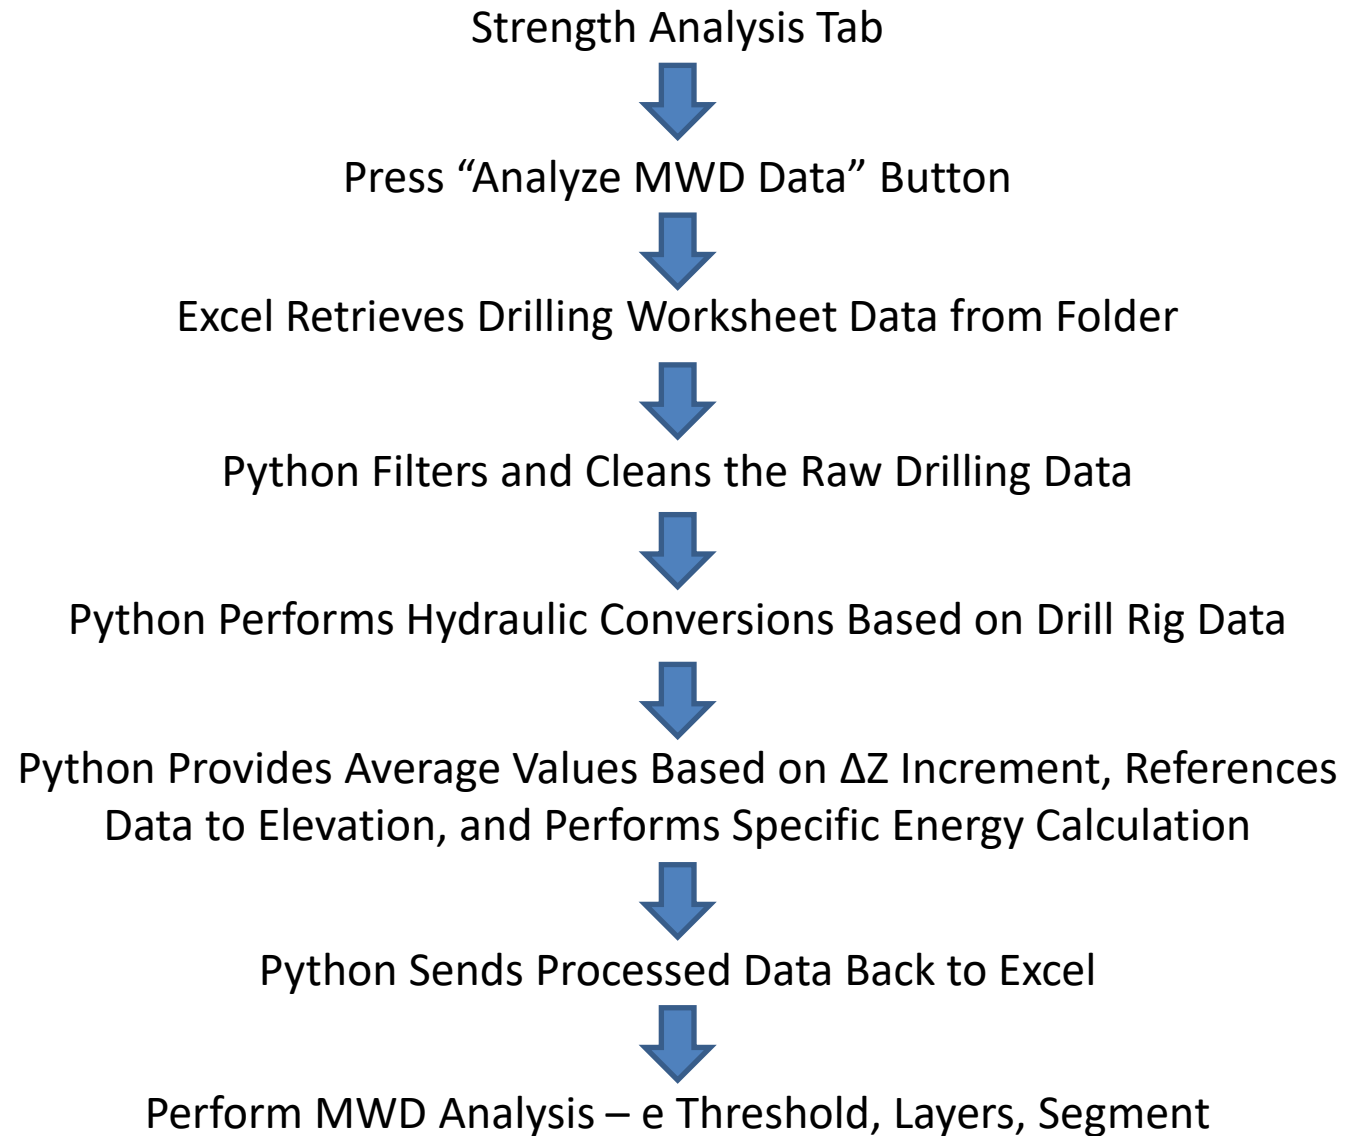 Strength Analysis Tab
Press “Analyze MWD Data” Button
Excel Retrieves Drilling Worksheet Data from Folder
Python Filters and Cleans the Raw Drilling Data
Python Performs Hydraulic Conversions Based on Drill Rig Data
Python Provides Average Values Based on ΔZ Increment, References
Data to Elevation, and Performs Specific Energy Calculation
Python Sends Processed Data Back to Excel
Perform MWD Analysis – e Threshold, Layers, Segment